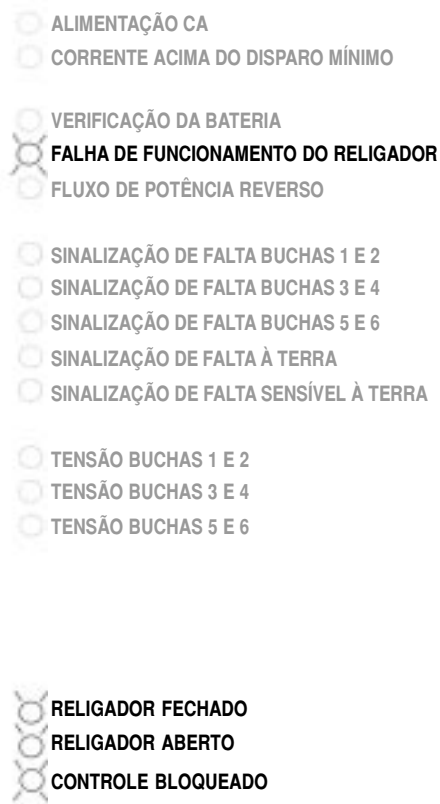 ALIMENTAÇÃO CA
CORRENTE ACIMA DO DISPARO MÍNIMO
VERIFICAÇÃO DA BATERIA
FALHA DE FUNCIONAMENTO DO RELIGADOR
FLUXO DE POTÊNCIA REVERSO
SINALIZAÇÃO DE FALTA BUCHAS 1 E 2
SINALIZAÇÃO DE FALTA BUCHAS 3 E 4
SINALIZAÇÃO DE FALTA BUCHAS 5 E 6
SINALIZAÇÃO DE FALTA À TERRA
SINALIZAÇÃO DE FALTA SENSÍVEL À TERRA
TENSÃO BUCHAS 1 E 2
TENSÃO BUCHAS 3 E 4
TENSÃO BUCHAS 5 E 6
RELIGADOR FECHADO
RELIGADOR ABERTO
CONTROLE BLOQUEADO